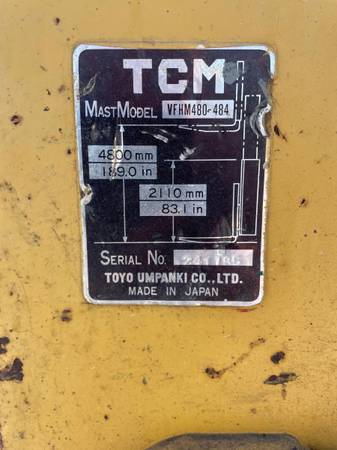 TCM
MAST MODEL VFHM480-484
4800 mm
189.0 in
2110 mm
83.1 in
SERIAL NO.
TOYO UMPANKI CO.,LTD.
MADE IN JAPAN